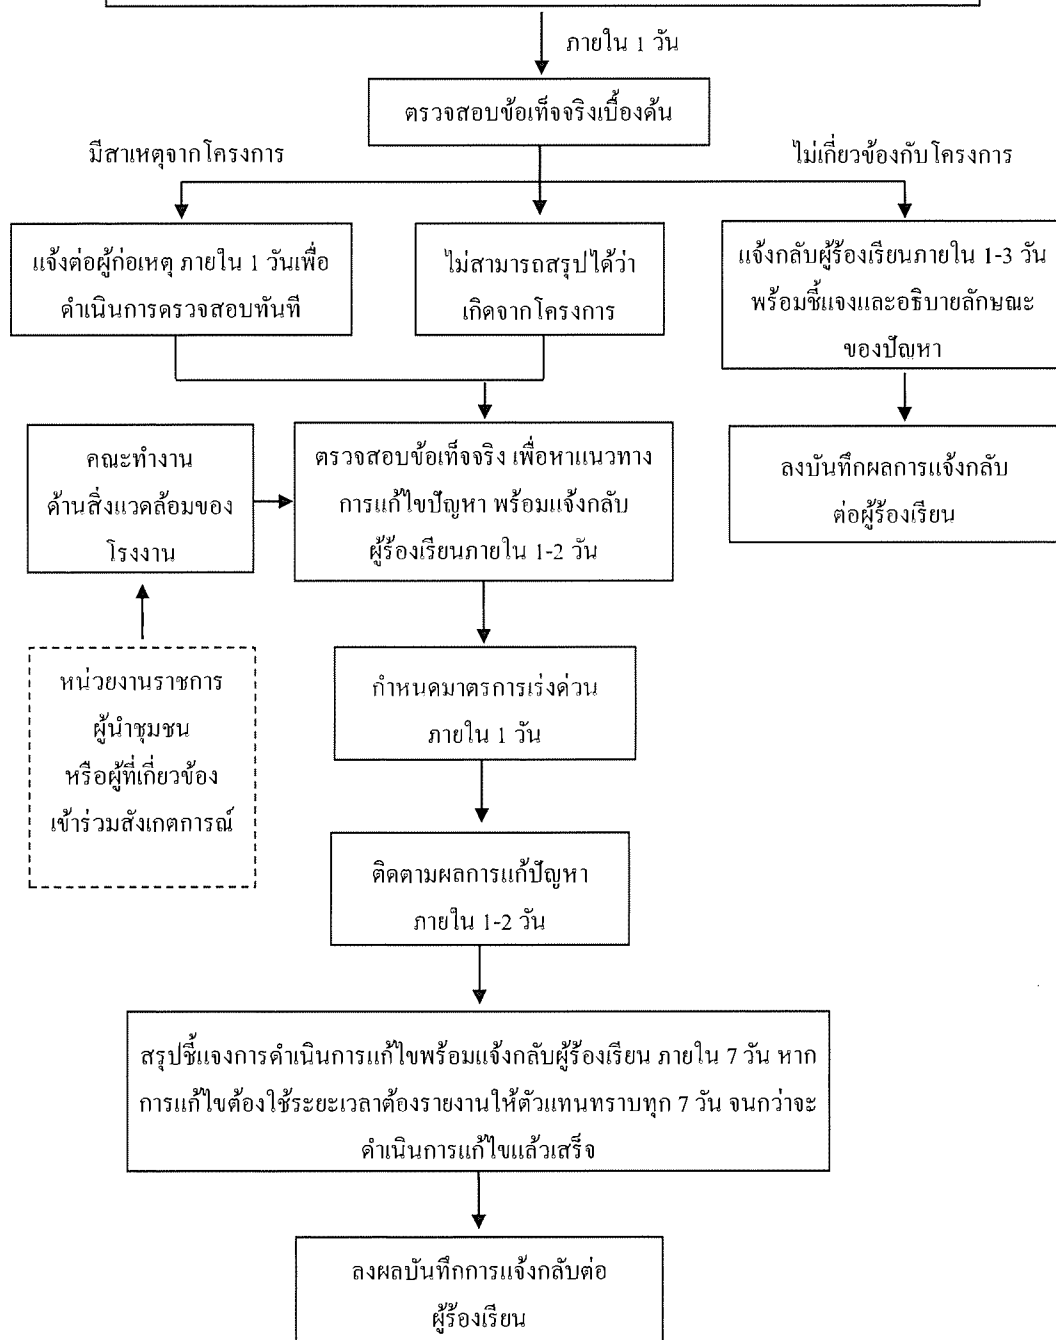 ภายใน 1 วัน
ตรวจสอบข้อเท็จจริงเบื้องต้น
มีสาเหตุจากโครงการ
ไม่เกี่ยวข้องกับโครงการ
แจ้งต่อผู้ก่อเหตุ ภายใน 1 วันเพื่อ
ดำเนินการตรวจสอบทันที
ไม่สามารถสรุปได้ว่า
เกิดจากโครงการ
แจ้งกลับผู้ร้องเรียนภายใน 1-3 วัน
พร้อมชี้แจงและอธิบายลักษณะ
ของปัญหา
คณะทำงาน
ด้านสิ่งแวดล้อมของ
โรงงาน
ตรวจสอบข้อเท็จจริง เพื่อหาแนวทาง
การแก้ไขปัญหา พร้อมแจ้งกลับ
ผู้ร้องเรียนภายใน 1-2 วัน
ลงบันทึกผลการแจ้งกลับ
ต่อผู้ร้องเรียน
หน่วยงานราชการ
ผู้นำชุมชน
หรือผู้ที่เกี่ยวข้อง
เข้าร่วมสังเกตการณ์
กำหนดมาตรการเร่งด่วน
ภายใน 1 วัน
ติดตามผลการแก้ปัญหา
ภายใน 1-2 วัน
สรุปชี้แจงการดำเนินการแก้ไขพร้อมแจ้งกลับผู้ร้องเรียน ภายใน 7 วัน หาก
การแก้ไขต้องใช้ระยะเวลาต้องรายงานให้ตัวแทนทราบทุก 7 วัน จนกว่าจะ
ดำเนินการแก้ไขแล้วเสร็จ
ลงผลบันทึกการแจ้งกลับต่อ
ผู้ร้องเรียน